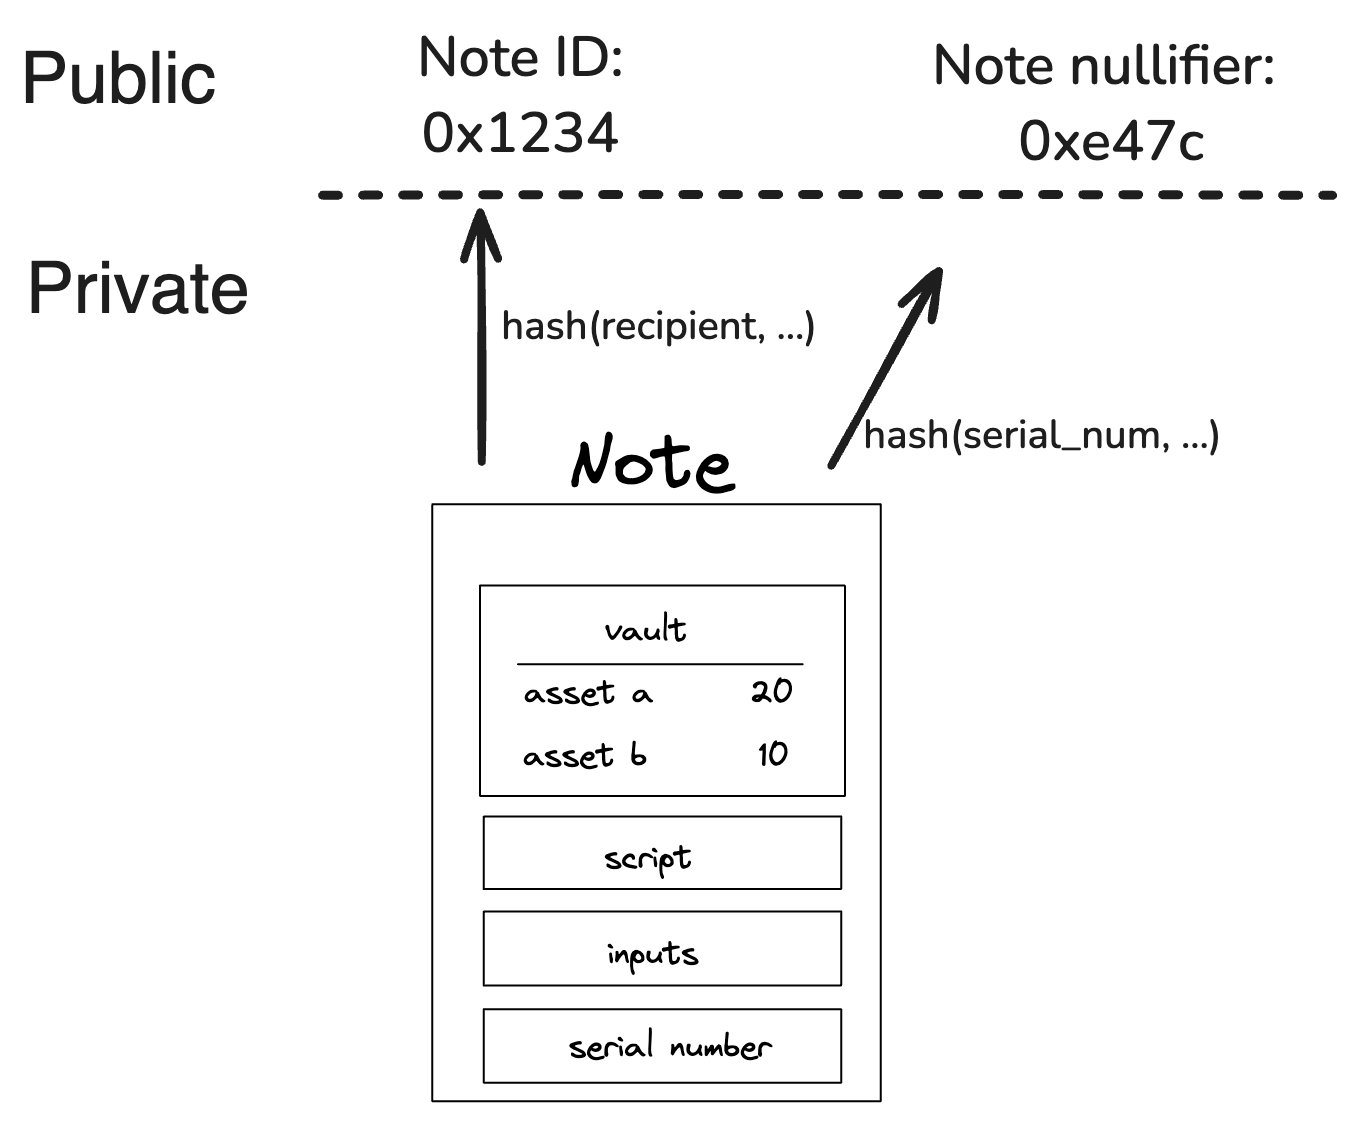 Public
Note ID:
0x1234
Note nullifier:
0xe47c
Private
hash(recipient, ...)
hash(serial_num, ...)
Note
vault
asset a 20
asset b 10
script
inputs
serial number